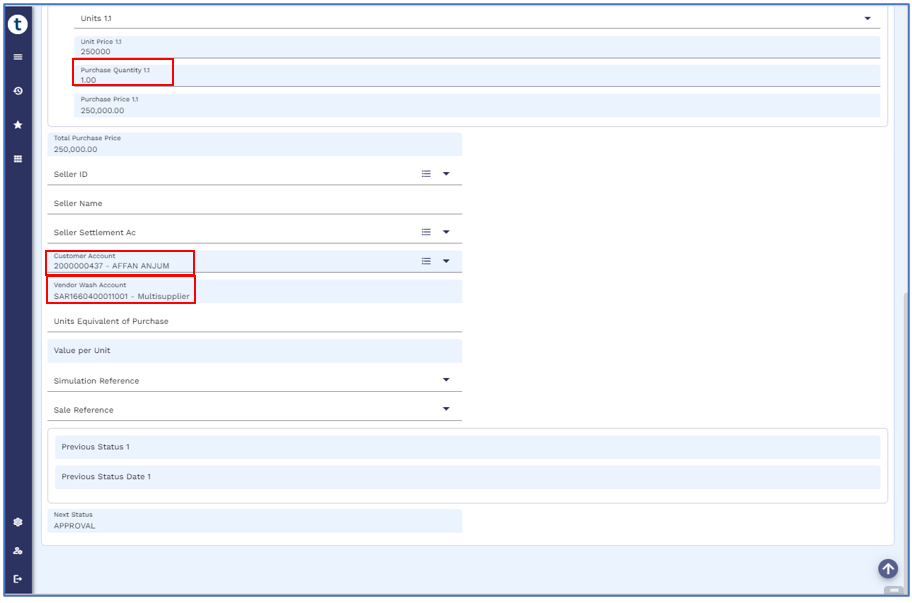 t
Units 1.1
Unit Price 1.1
250000
Purchase Quantity 1.1
1.00
Purchase Price 1.1
250,000.00
Total Purchase Price
250,000.00
Seller ID
Seller Name
Seller Settlement Ac
Customer Account
2000000437 - AFFAN ANJUM
Vendor Wash Account
SAR1660400011001 - Multisupplier
Units Equivalent of Purchase
Value per Unit
Simulation Reference
Sale Reference
Previous Status 1
Previous Status Date 1
Next Status
APPROVAL